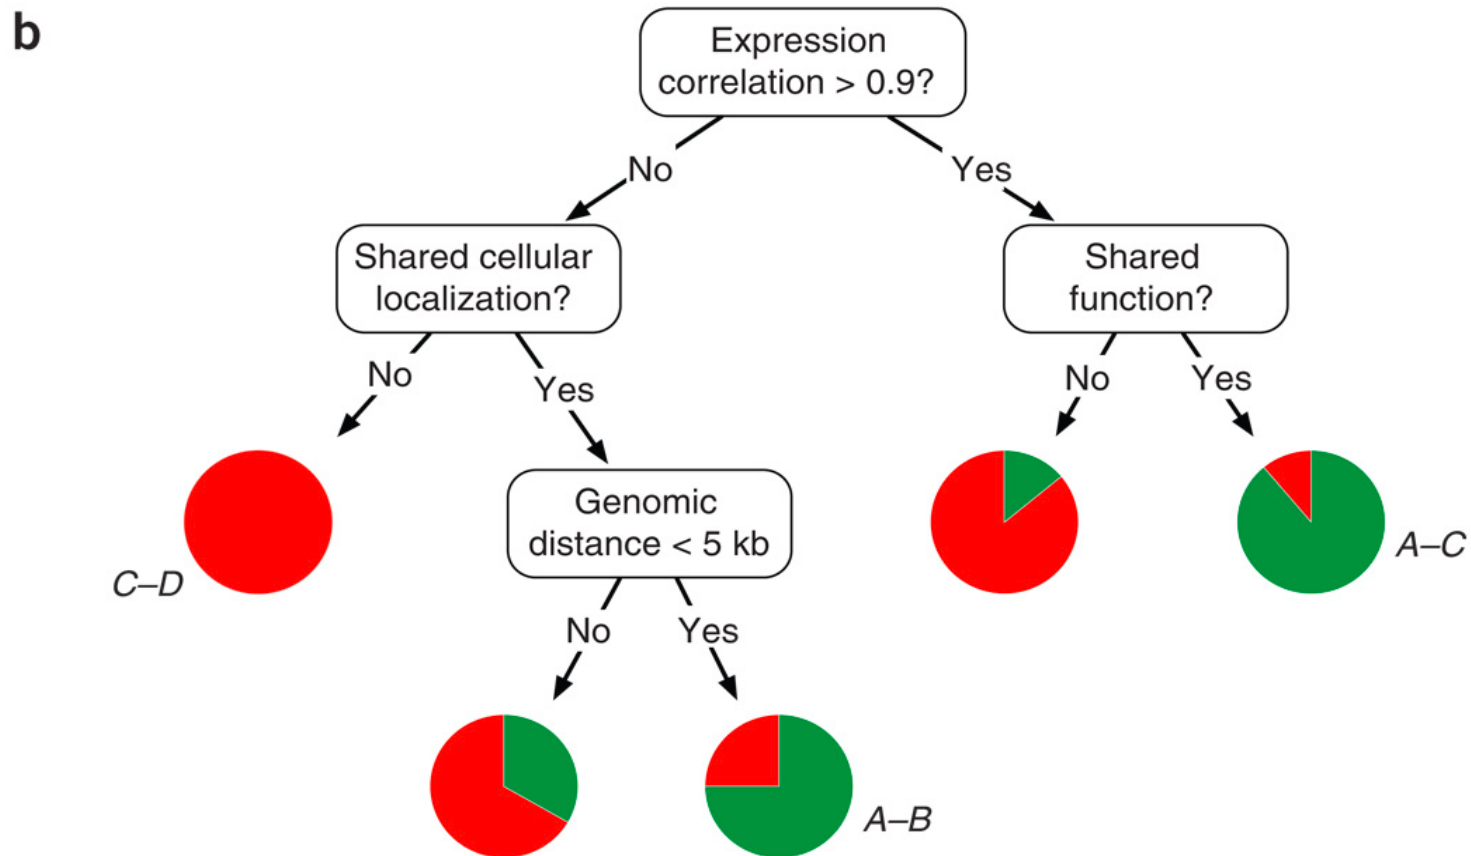 b
Expression
correlation > 0.9?
No
Yes
Shared cellular
localization?
Shared
function?
No
Yes
No
Yes
C–D
Genomic
distance < 5 kb
A–C
No
Yes
A–B